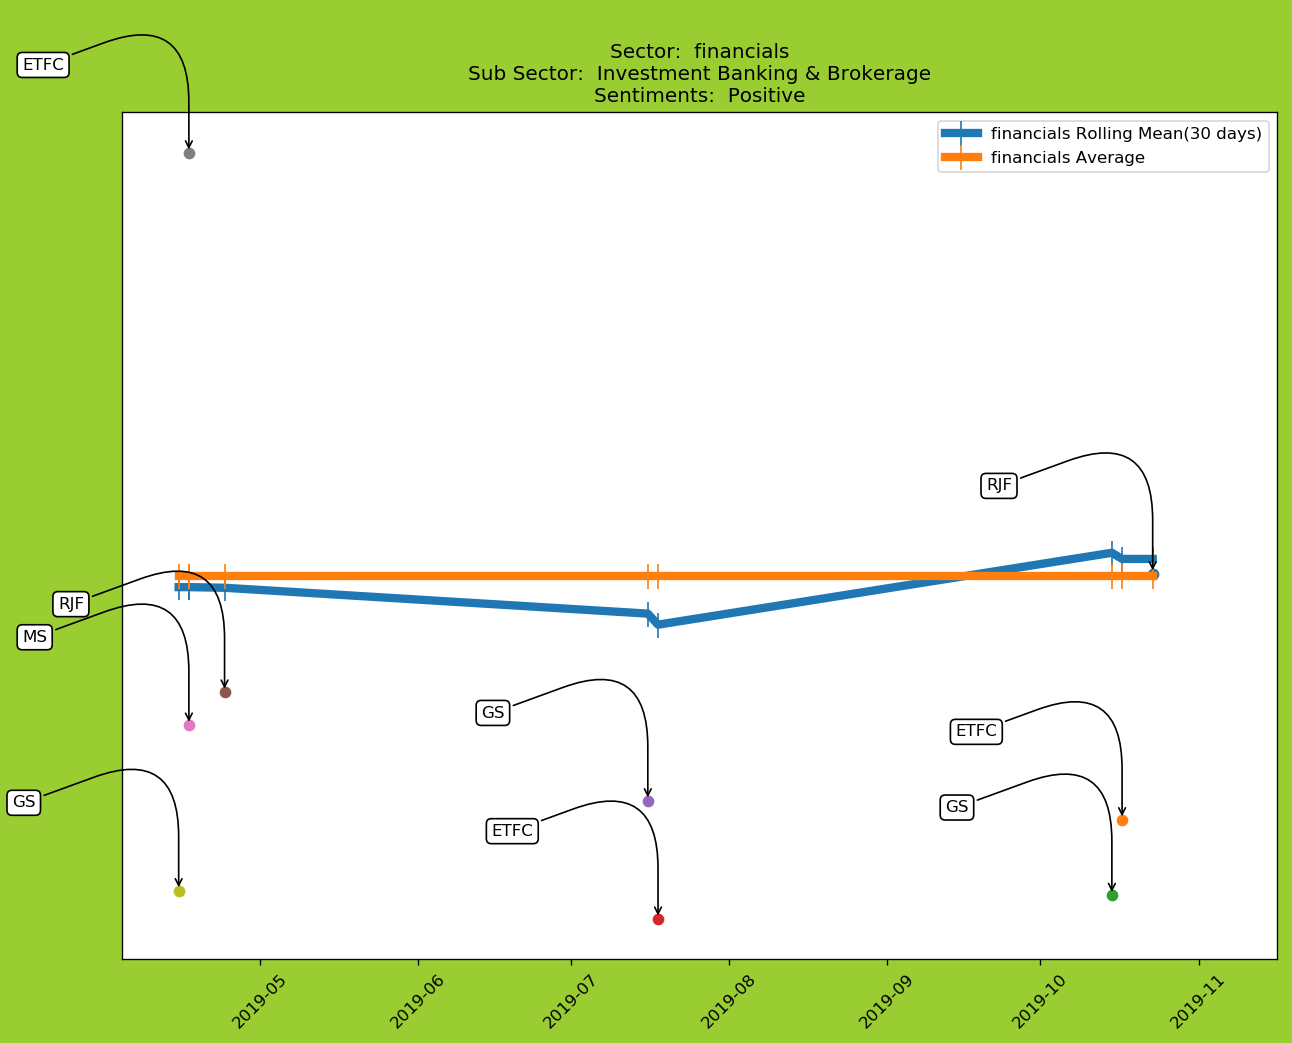 ETFC
Sector:  financials
Sub Sector:  Investment Banking & Brokerage
Sentiments:  Positive
financials Rolling Mean(30 days)
financials Average
RJF
RJF
MS
GS
ETFC
GS
GS
ETFC
2019-05
2019-06
2019-07
2019-08
2019-09
2019-10
2019-11